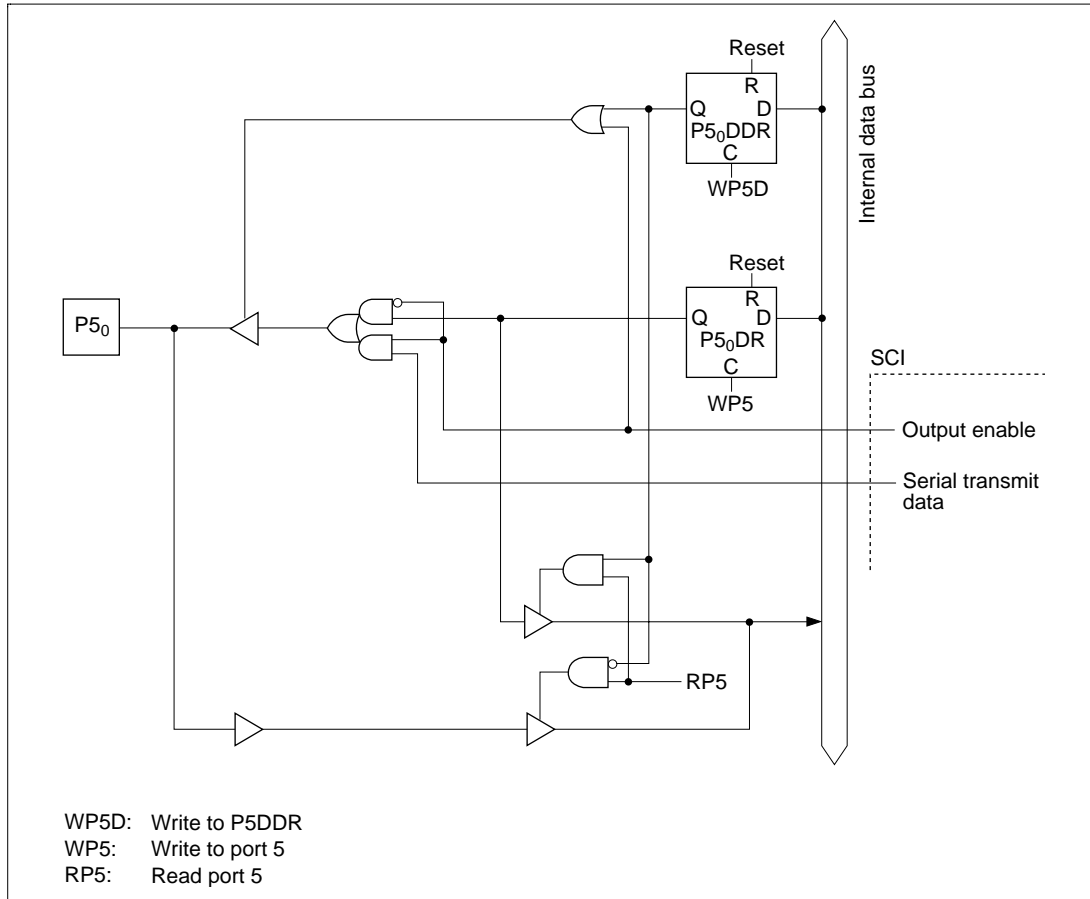 Reset
R
Q D
P5₀DDR
C
WP5D
Internal data bus
Reset
R
P5₀
Q D
P5₀DR
C
WP5
SCI
Output enable
Serial transmit
data
RP5
WP5D: Write to P5DDR
WP5: Write to port 5
RP5: Read port 5